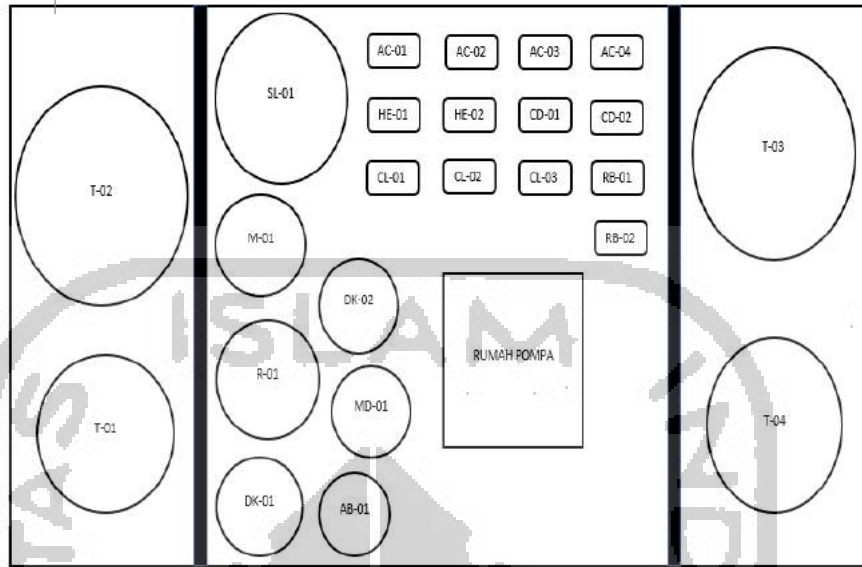 AC-01 AC-02 AC-03 AC-04
SL-01
HE-01 HE-02 CD-01 CD-02
T-03
CL-01 CL-02 CL-03 RB-01
T-02
M-01
RB-02
DK-02
RUMAH POMPA
R-01
MD-01
T-01
T-04
DK-01
AB-01
ISLAM